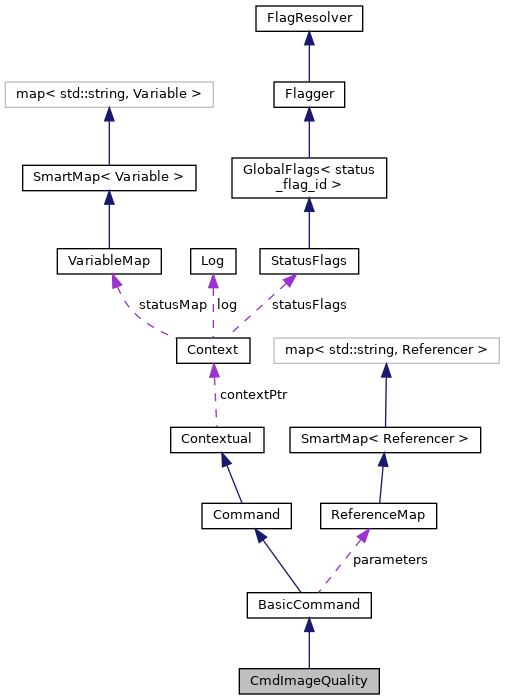 FlagResolver
map< std::string, Variable >
Flagger
SmartMap< Variable >
GlobalFlags< status
_flag_id >
VariableMap
Log
StatusFlags
statusMap
log
statusFlags
Context
map< std::string, Referencer >
contextPtr
Contextual
SmartMap< Referencer >
Command
ReferenceMap
parameters
BasicCommand
CmdImageQuality